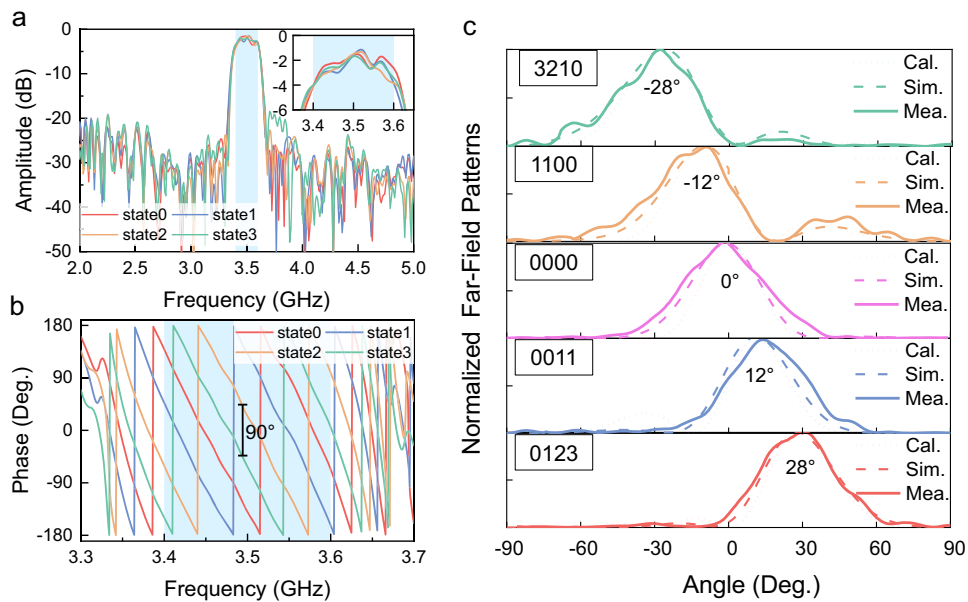 a
0
-10
-20
-30
-40
-50
Amplitude (dB)
0
-2
-4
-6
3.4 3.5 3.6
state0 state1
state2 state3
2.0 2.5 3.0 3.5 4.0 4.5 5.0
Frequency (GHz)
b
180
90
0
-90
-180
Phase (Deg.)
state0 state1
state2 state3
90°
3.3 3.4 3.5 3.6 3.7
Frequency (GHz)
c
Normalized Far-Field Patterns
3210
-28°
Cal.
Sim.
Mea.
1100
-12°
Cal.
Sim.
Mea.
0000
0°
Cal.
Sim.
Mea.
0011
12°
Cal.
Sim.
Mea.
0123
28°
Cal.
Sim.
Mea.
-90 -60 -30 0 30 60 90
Angle (Deg.)